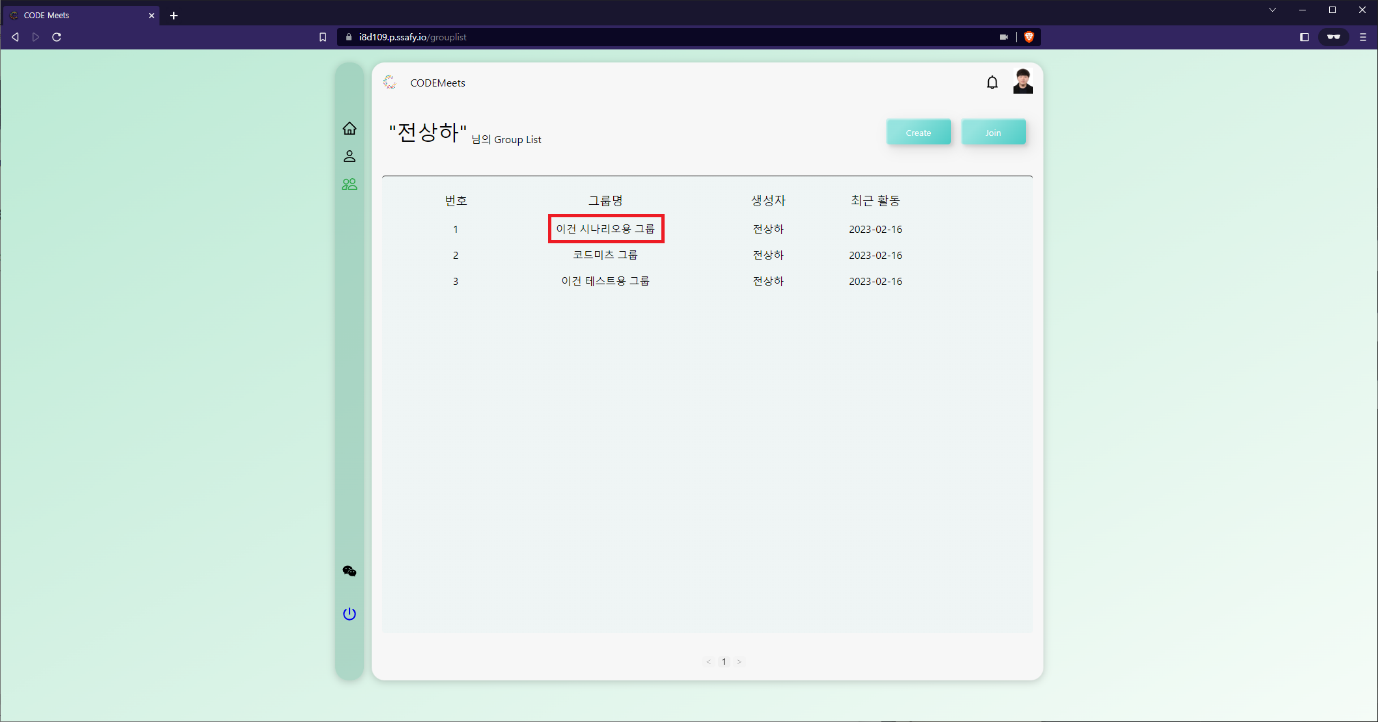 CODE Meets
i8d109.p.ssafy.io/grouplist
CODEMeets
"전상하" 님의 Group List
Create Join
번호 그룹명 생성자 최근 활동
1 이건 시나리오용 그룹 전상하 2023-02-16
2 코드미츠 그룹 전상하 2023-02-16
3 이건 테스트용 그룹 전상하 2023-02-16
< 1 >